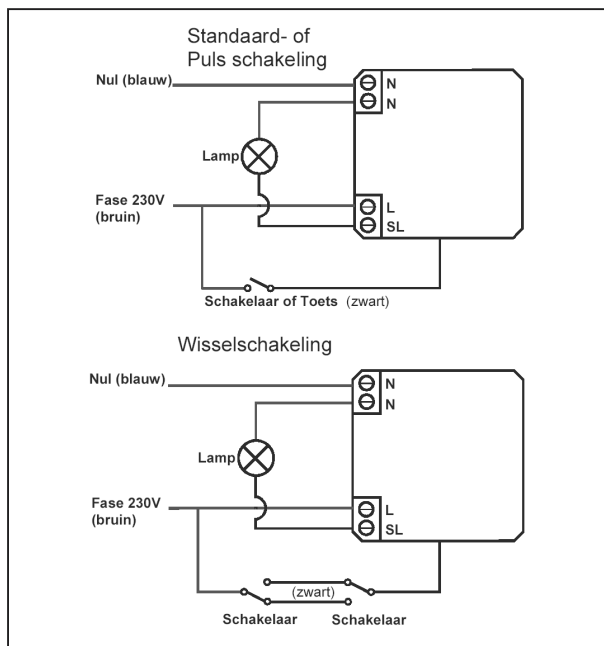 Standaard- of
Puls schakeling
Nul (blauw)
N
N
Lamp
Fase 230V
(bruin)
L
SL
Schakelaar of Toets (zwart)
Wisselschakeling
Nul (blauw)
N
N
Lamp
Fase 230V
(bruin)
L
SL
(zwart)
Schakelaar Schakelaar